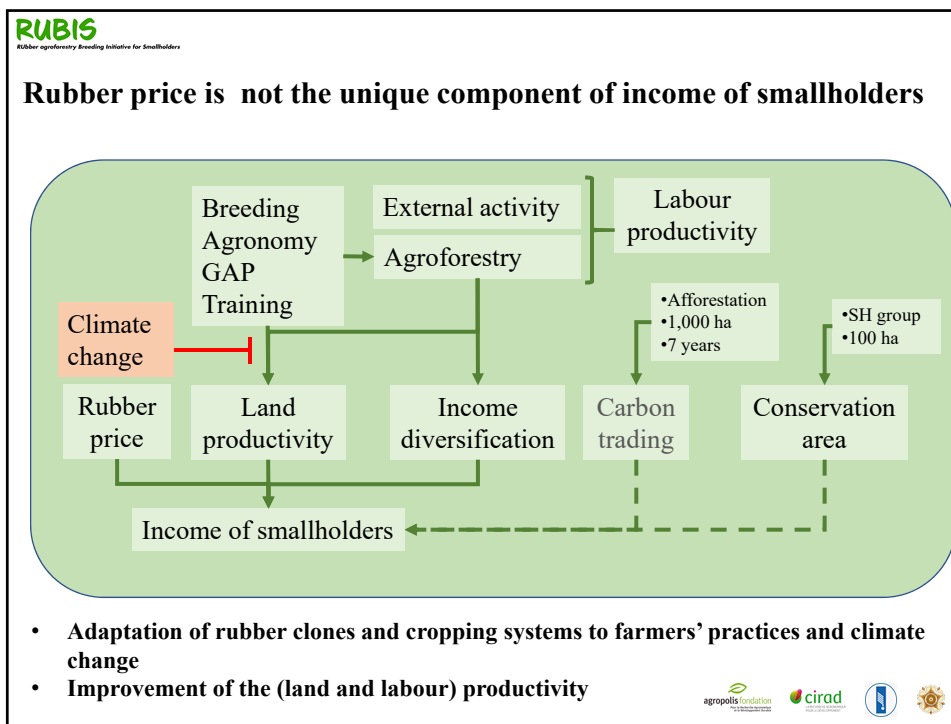 RUBIS
RUbber agroforestry Breeding Initiative for Smallholders
Rubber price is  not the unique component of income of smallholders
Breeding
Agronomy
GAP
Training
External activity
Agroforestry
Labour
productivity
Climate
change
•Afforestation
•1,000 ha
•7 years
•SH group
•100 ha
Rubber
price
Land
productivity
Income
diversification
Carbon
trading
Conservation
area
Income of smallholders
• Adaptation of rubber clones and cropping systems to farmers’ practices and climate
change
• Improvement of the (land and labour) productivity
agropolis fondation
cirad